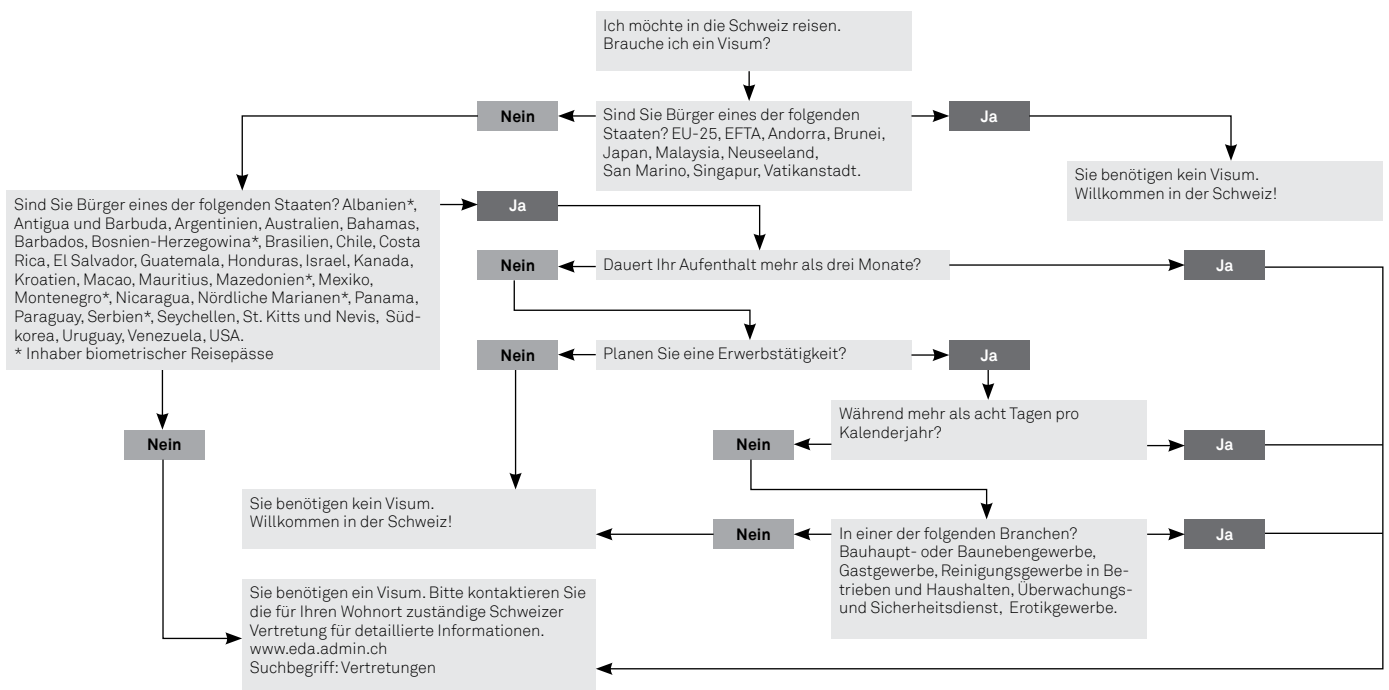 Ich möchte in die Schweiz reisen.
Brauche ich ein Visum?
Nein
Sind Sie Bürger eines der folgenden
Staaten? EU-25, EFTA, Andorra, Brunei,
Japan, Malaysia, Neuseeland,
San Marino, Singapur, Vatikanstadt.
Ja
Sie benötigen kein Visum.
Willkommen in der Schweiz!
Sind Sie Bürger eines der folgenden Staaten? Albanien*,
Antigua und Barbuda, Argentinien, Australien, Bahamas,
Barbados, Bosnien-Herzegowina*, Brasilien, Chile, Costa
Rica, El Salvador, Guatemala, Honduras, Israel, Kanada,
Kroatien, Macao, Mauritius, Mazedonien*, Mexiko,
Montenegro*, Nicaragua, Nördliche Marianen*, Panama,
Paraguay, Serbien*, Seychellen, St. Kitts und Nevis, Süd-
korea, Uruguay, Venezuela, USA.
* Inhaber biometrischer Reisepässe
Ja
Nein
Dauert Ihr Aufenthalt mehr als drei Monate?
Ja
Nein
Planen Sie eine Erwerbstätigkeit?
Ja
Nein
Während mehr als acht Tagen pro
Kalenderjahr?
Nein
Ja
Sie benötigen kein Visum.
Willkommen in der Schweiz!
Nein
In einer der folgenden Branchen?
Bauhaupt- oder Baunebengewerbe,
Gastgewerbe, Reinigungsgewerbe in Be-
trieben und Haushalten, Überwachungs-
und Sicherheitsdienst, Erotikgewerbe.
Ja
Sie benötigen ein Visum. Bitte kontaktieren Sie
die für Ihren Wohnort zuständige Schweizer
Vertretung für detaillierte Informationen.
www.eda.admin.ch
Suchbegriff: Vertretungen